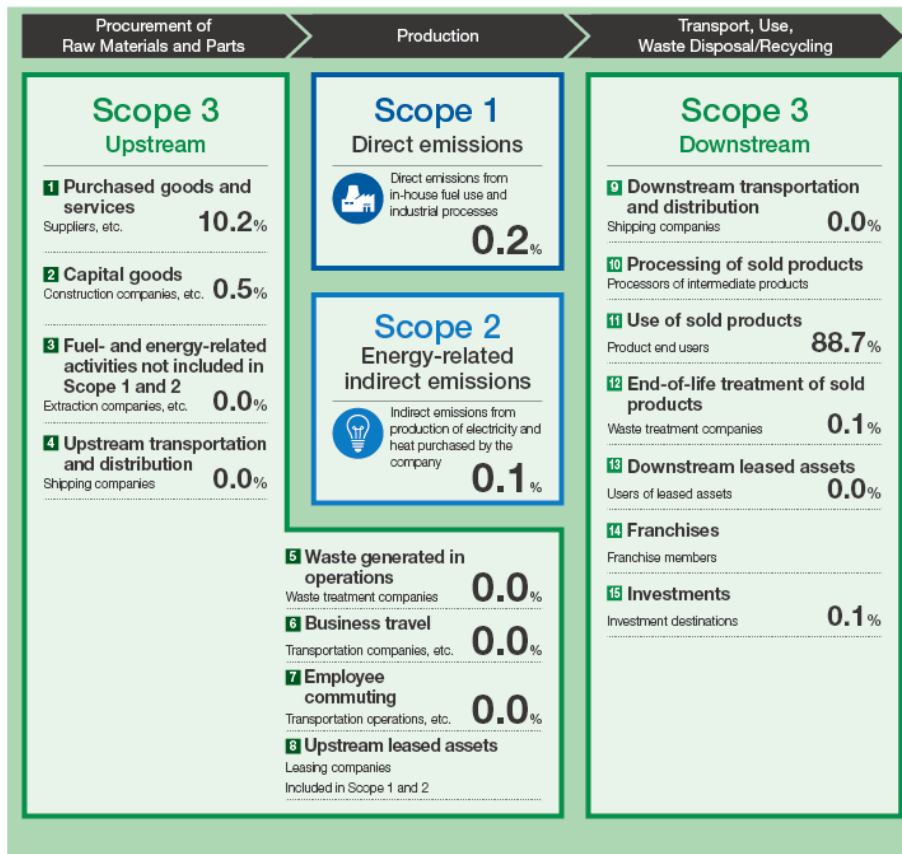 Procurement of
Raw Materials and Parts
Production
Transport, Use,
Waste Disposal/Recycling
Scope 3
Upstream
1 Purchased goods and
services
Suppliers, etc. 10.2%
2 Capital goods
Construction companies, etc. 0.5%
3 Fuel- and energy-related
activities not included in
Scope 1 and 2
Extraction companies, etc. 0.0%
4 Upstream transportation
and distribution
Shipping companies 0.0%
Scope 1
Direct emissions
Direct emissions from
in-house fuel use and
industrial processes
0.2%
Scope 2
Energy-related
indirect emissions
Indirect emissions from
production of electricity and
heat purchased by the
company
0.1%
5 Waste generated in
operations
Waste treatment companies 0.0%
6 Business travel
Transportation companies, etc. 0.0%
7 Employee
commuting
Transportation operations, etc. 0.0%
8 Upstream leased assets
Leasing companies
Included in Scope 1 and 2
Scope 3
Downstream
9 Downstream transportation
and distribution
Shipping companies 0.0%
10 Processing of sold products
Processors of intermediate products
11 Use of sold products
Product end users 88.7%
12 End-of-life treatment of sold
products
Waste treatment companies 0.1%
13 Downstream leased assets
Users of leased assets 0.0%
14 Franchises
Franchise members
15 Investments
Investment destinations 0.1%